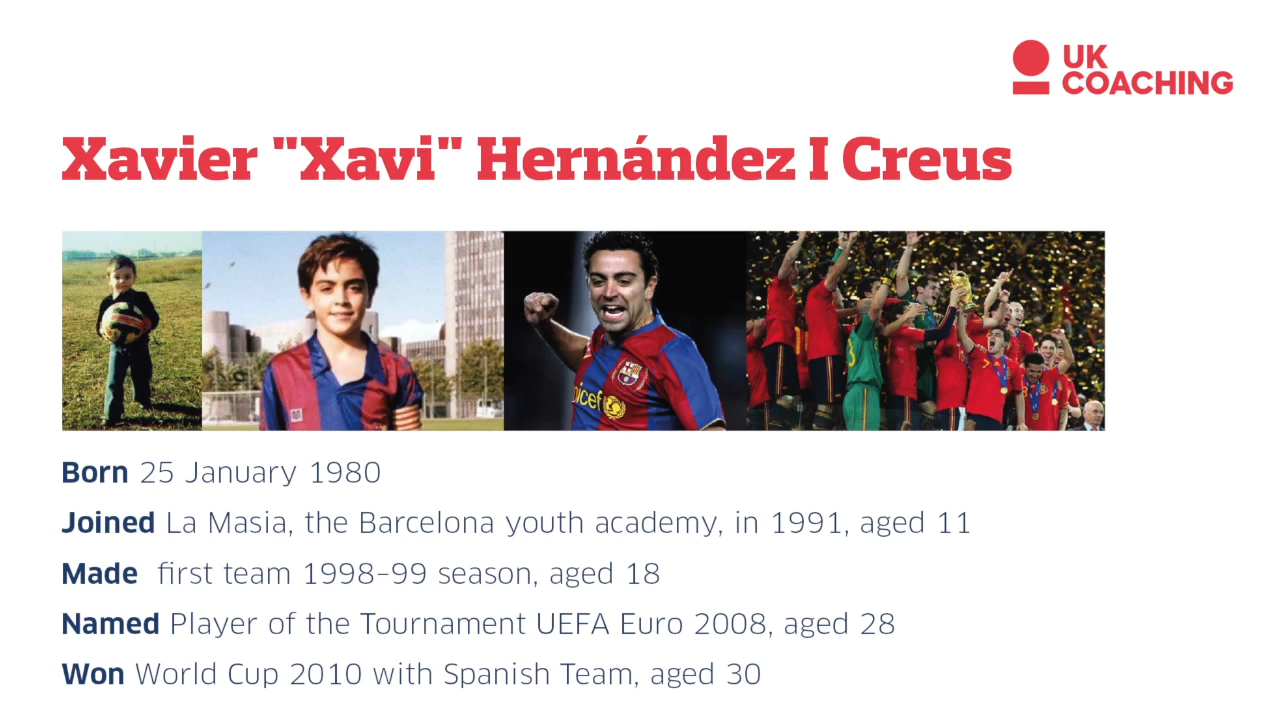 UK
COACHING
Xavier "Xavi" Hernández I Creus
unicef
Born 25 January 1980
Joined La Masia, the Barcelona youth academy, in 1991, aged 11
Made first team 1998-99 season, aged 18
Named Player of the Tournament UEFA Euro 2008, aged 28
Won World Cup 2010 with Spanish Team, aged 30